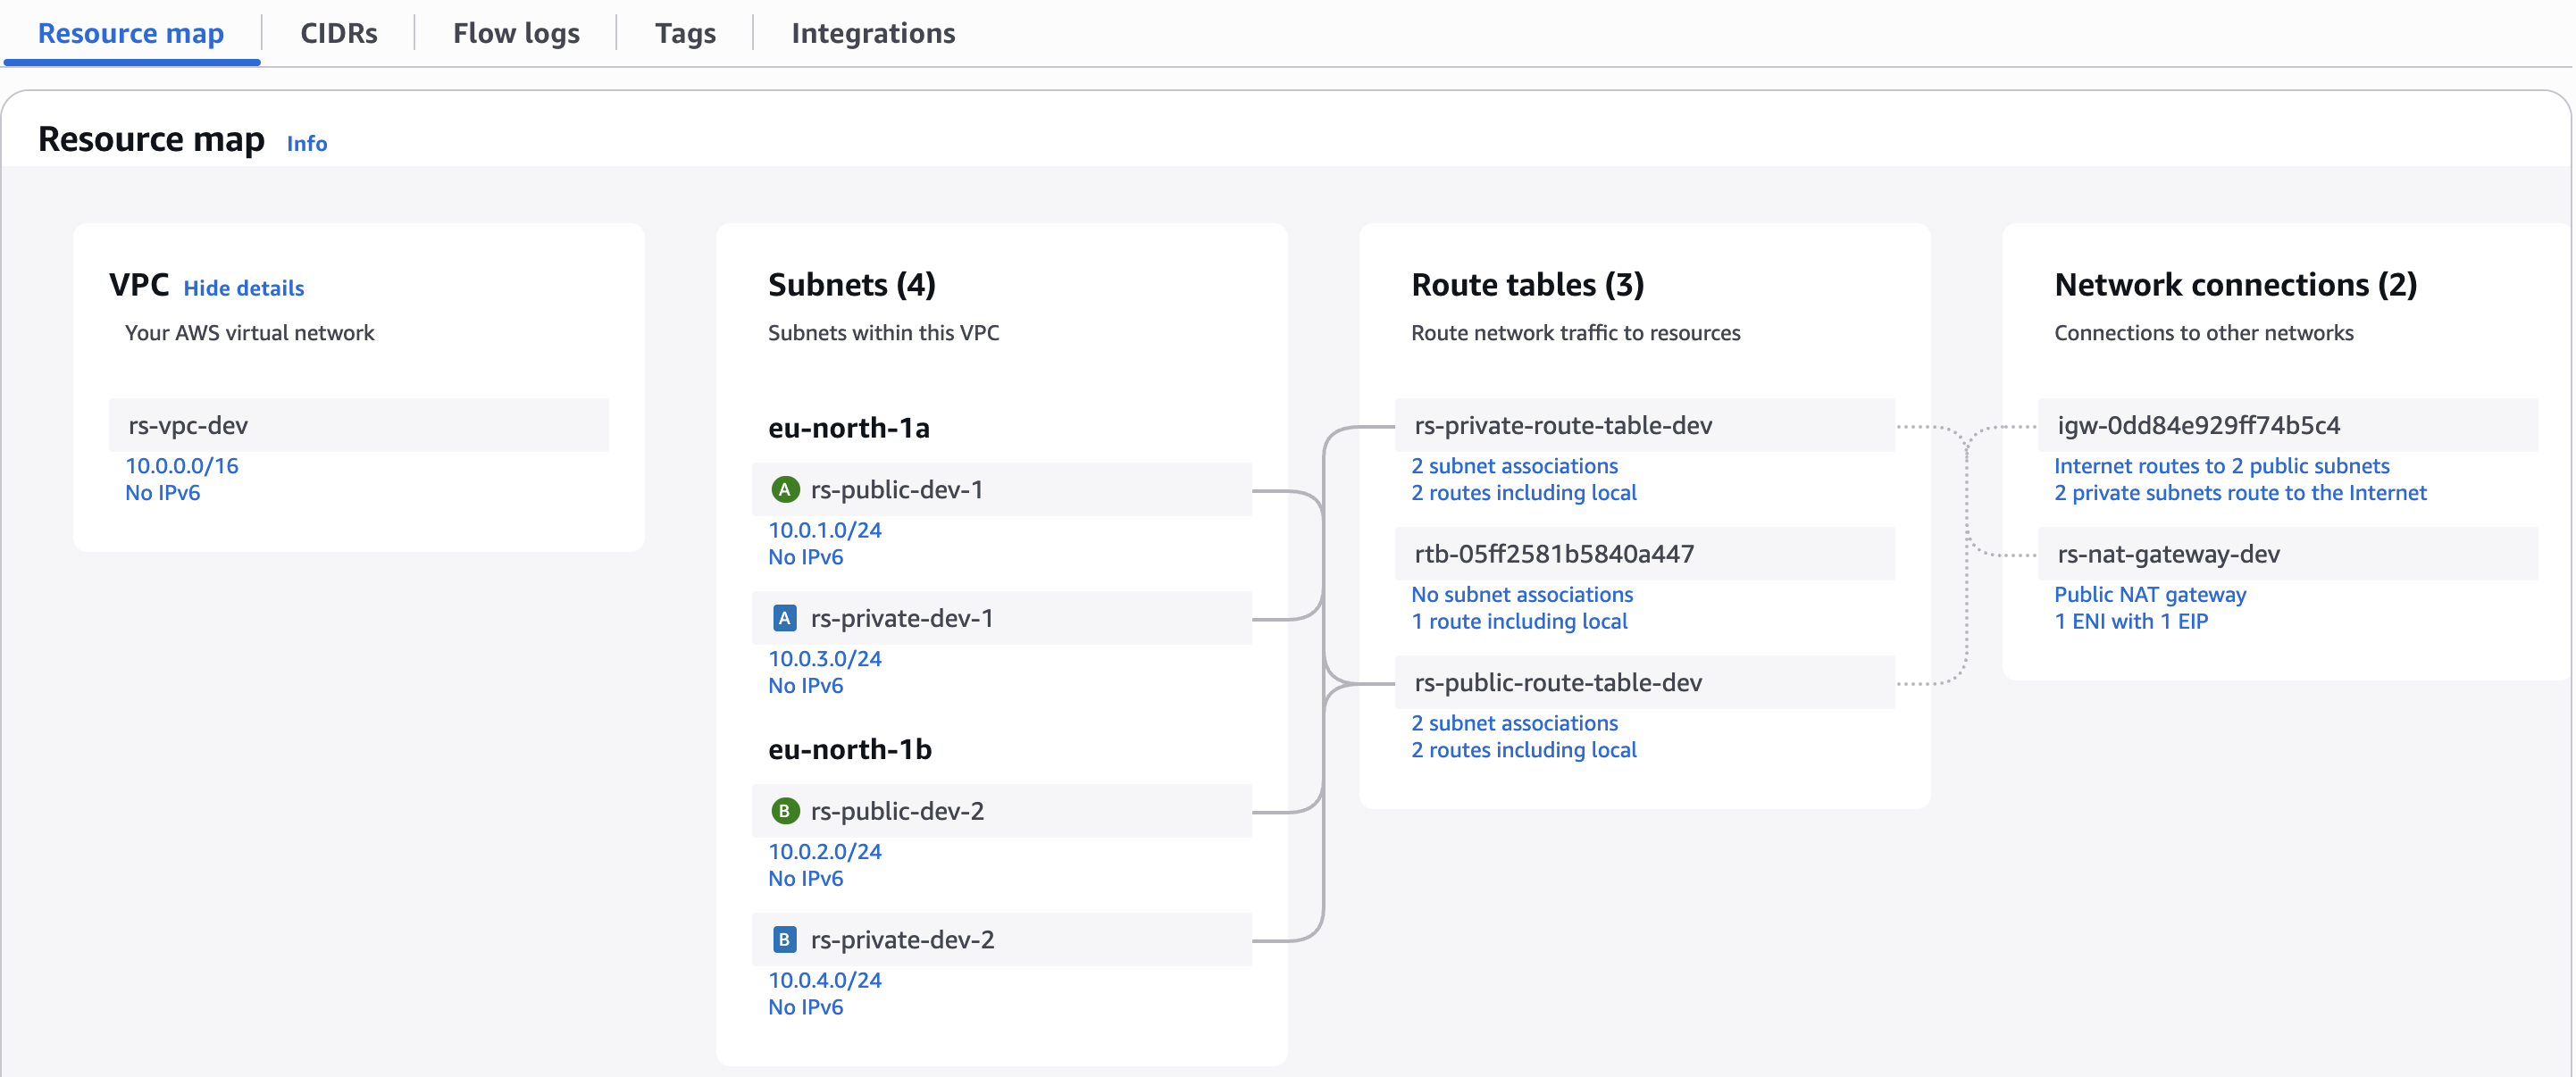 Resource map
CIDRs
Flow logs
Tags
Integrations
Resource map Info
VPC Hide details
Your AWS virtual network
rs-vpc-dev
10.0.0.0/16
No IPv6
Subnets (4)
Subnets within this VPC
eu-north-1a
A rs-public-dev-1
10.0.1.0/24
No IPv6
A rs-private-dev-1
10.0.3.0/24
No IPv6
eu-north-1b
B rs-public-dev-2
10.0.2.0/24
No IPv6
B rs-private-dev-2
10.0.4.0/24
No IPv6
Route tables (3)
Route network traffic to resources
rs-private-route-table-dev
2 subnet associations
2 routes including local
rtb-05ff2581b5840a447
No subnet associations
1 route including local
rs-public-route-table-dev
2 subnet associations
2 routes including local
Network connections (2)
Connections to other networks
igw-0dd84e929ff74b5c4
Internet routes to 2 public subnets
2 private subnets route to the Internet
rs-nat-gateway-dev
Public NAT gateway
1 ENI with 1 EIP